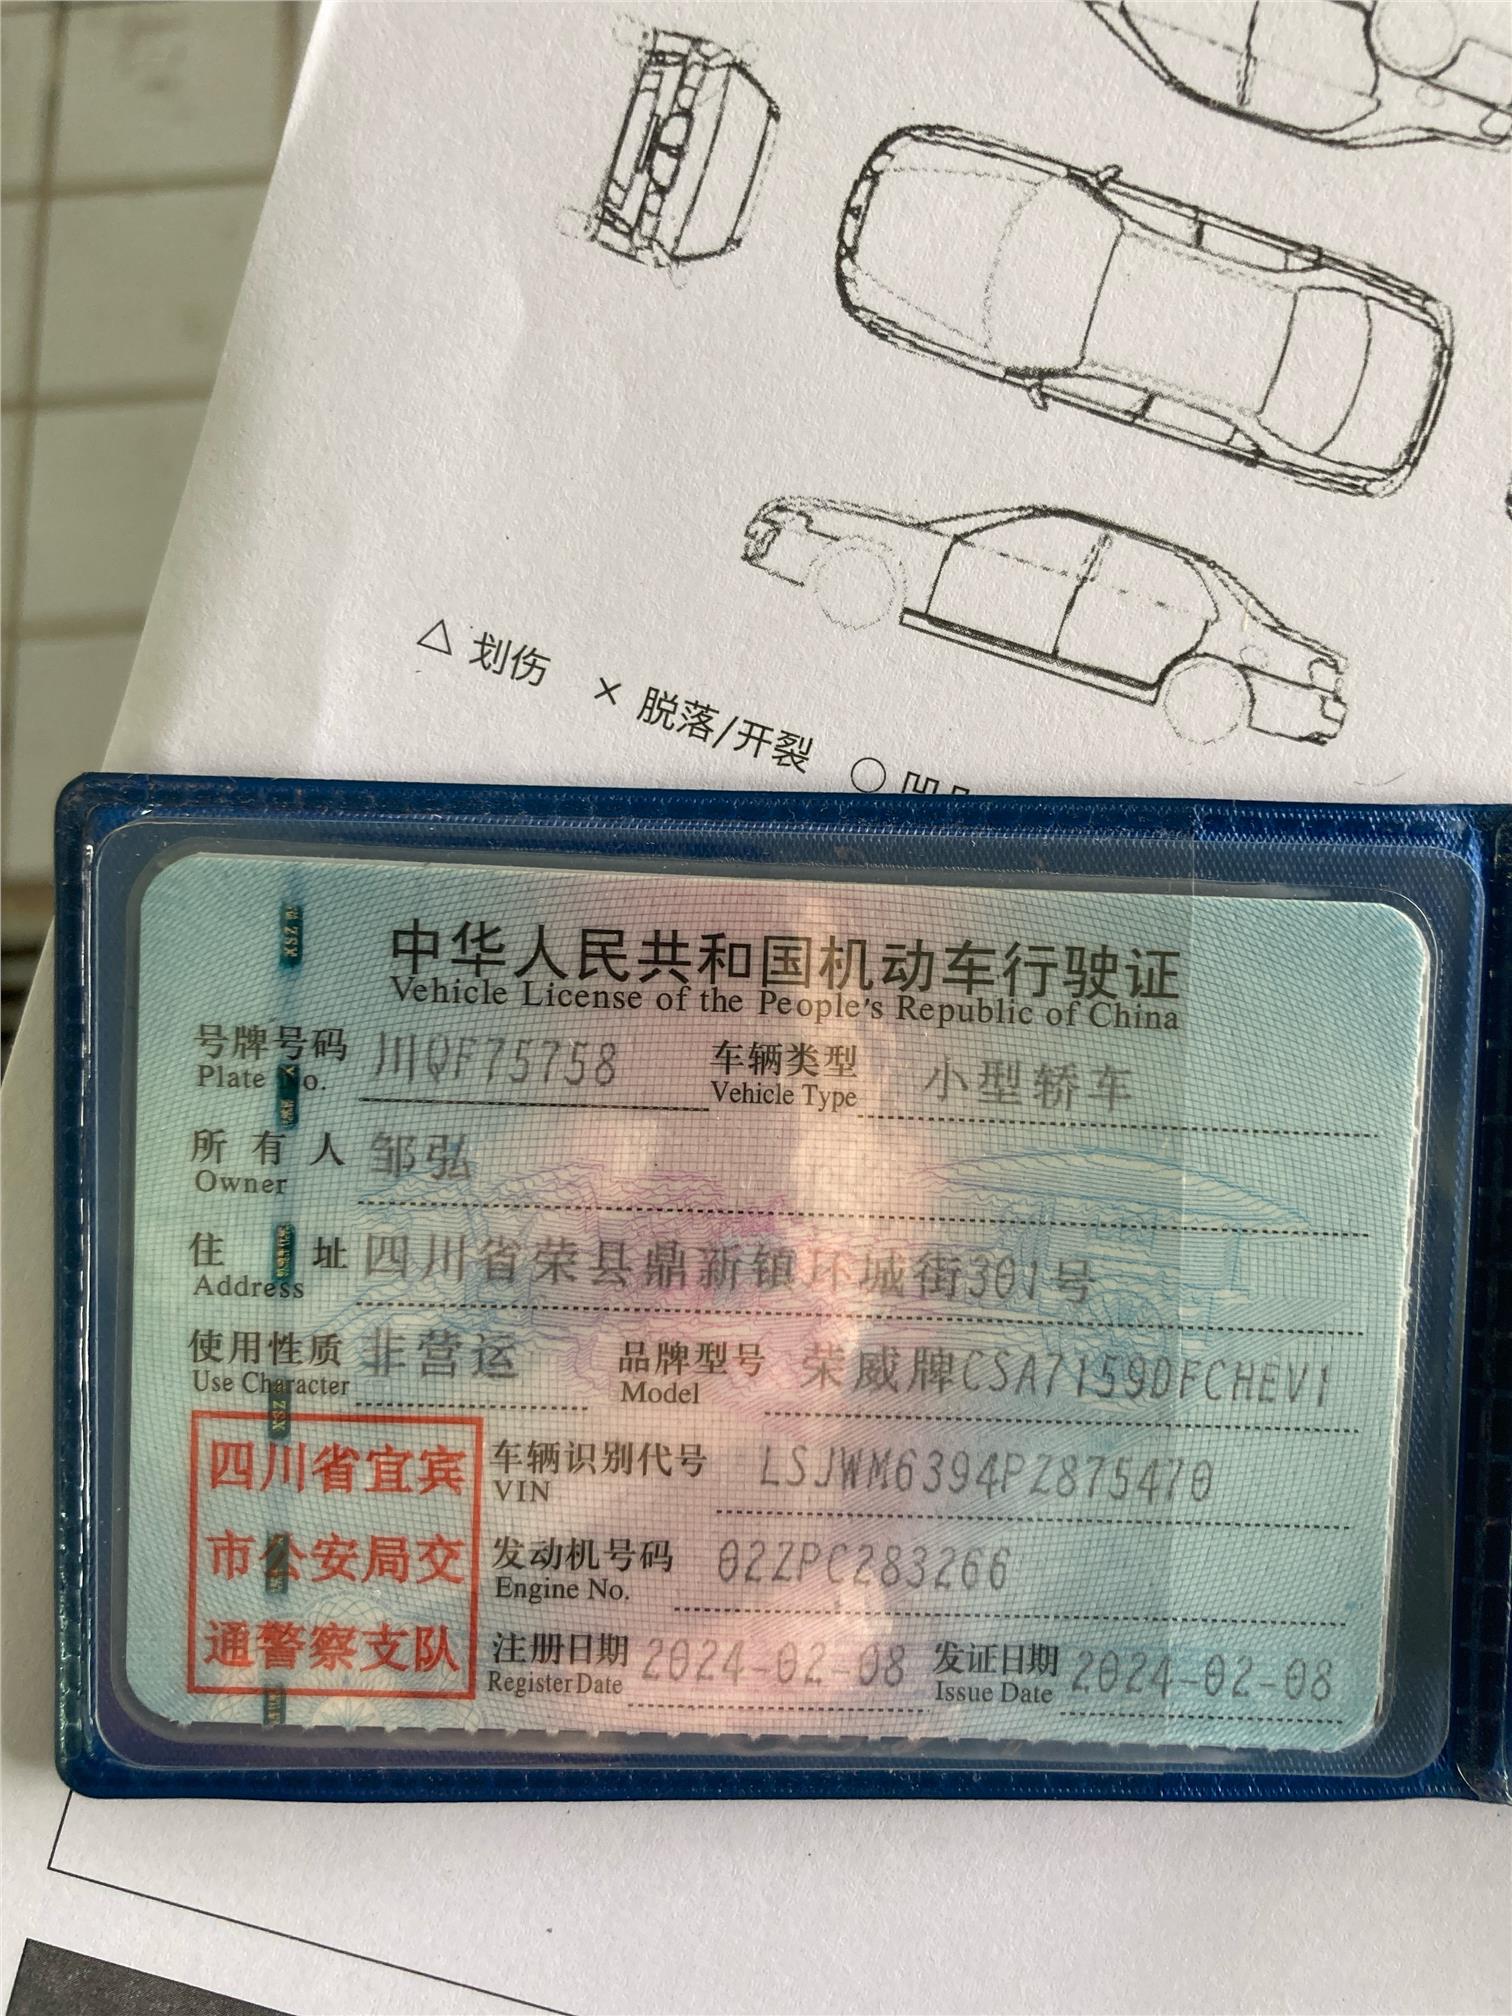 △ 划伤 × 脱落/开裂 ○
中华人民共和国机动车行驶证
Vehicle License of the People's Republic of China
号牌号码 川QF75758 车辆类型 小型轿车
Plate No. Vehicle Type
所有人 邹弘
Owner
住址 四川省荣县鼎新镇环城街301号
Address
使用性质 非营运 品牌型号 荣威牌CSA7159DFCHEV1
Use Character Model
四川省宜宾
市公安局交
通警察支队
车辆识别代号 LSJWM6394PZ875470
VIN
发动机号码 02ZPC283266
Engine No.
注册日期 2024-02-08 发证日期 2024-02-08
Register Date Issue Date